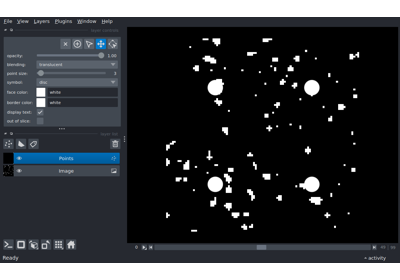 File View Layers Plugins Window Help
opacity: 1.00
blending: translucent
point size:
symbol: disc
face color: white
border color: white
display text: ✓
out of slice:
Points
Image
0
Ready
activity